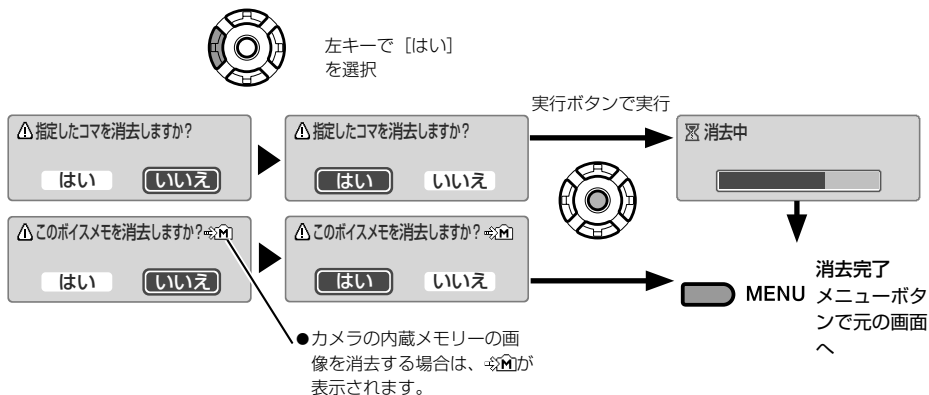 左キーで［はい］
を選択
実行ボタンで実行
指定したコマを消去しますか？
はい いいえ
指定したコマを消去しますか？
はい いいえ
消去中
このボイスメモを消去しますか？M
はい いいえ
このボイスメモを消去しますか？M
はい いいえ
MENU
消去完了
メニューボタ
ンで元の画面
へ
●カメラの内蔵メモリーの画
像を消去する場合は、Mが
表示されます。